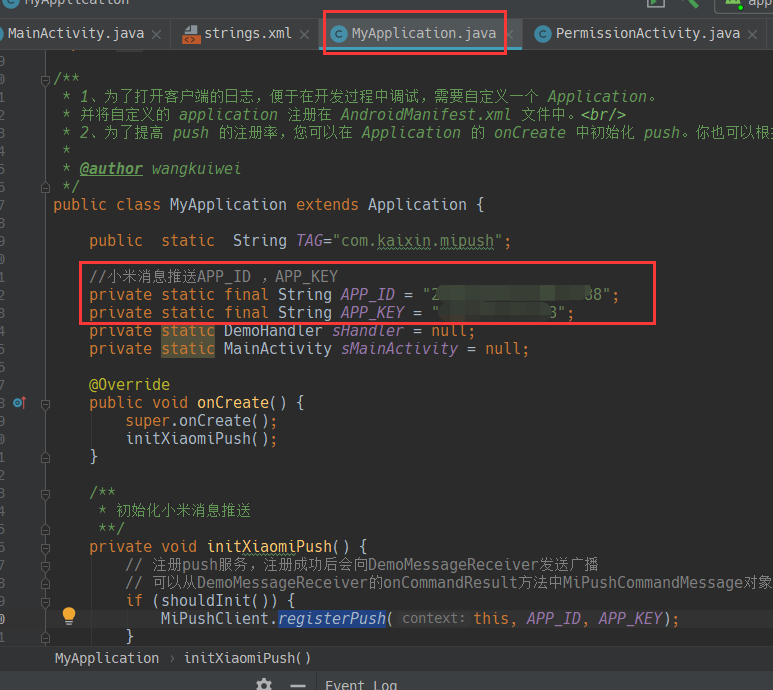 MyApplication
app
MainActivity.java
strings.xml
MyApplication.java
PermissionActivity.java
/**
* 1、为了打开客户端的日志，便于在开发过程中调试，需要自定义一个 Application。
* 并将自定义的 application 注册在 AndroidManifest.xml 文件中。<br/>
* 2、为了提高 push 的注册率，您可以在 Application 的 onCreate 中初始化 push。你也可以根
*
* @author wangkuiwei
*/
public class MyApplication extends Application {
public static String TAG="com.kaixin.mipush";
//小米消息推送APP_ID ，APP_KEY
private static final String APP_ID = "2 88";
private static final String APP_KEY = " 3";
private static DemoHandler sHandler = null;
private static MainActivity sMainActivity = null;
@Override
public void onCreate() {
super.onCreate();
initXiaomiPush();
}
/**
* 初始化小米消息推送
**/
private void initXiaomiPush() {
// 注册push服务，注册成功后会向DemoMessageReceiver发送广播
// 可以从DemoMessageReceiver的onCommandResult方法中MiPushCommandMessage对象
if (shouldInit()) {
MiPushClient.registerPush( context: this, APP_ID, APP_KEY);
}
MyApplication › initXiaomiPush()
Event Log